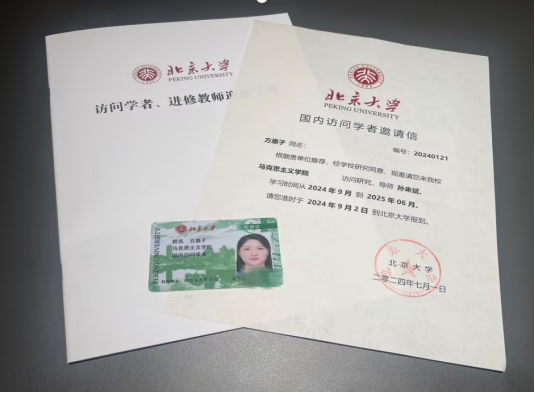 北京大学
PEKING UNIVERSITY
访问学者、进修教师
北京大学
PEKING UNIVERSITY
国内访问学者邀请信
编号：20240121
方惠子 同志：
根据贵单位推荐，经学校研究同意，现邀请您来我校
马克思主义学院 访问研究，导师 孙来斌，
学习时间从 2024 年 9 月 到 2025 年 06 月。
请您准时于 2024 年 9 月 2 日 到北京大学报到。
北京大学
二零二四年七月一日
北京大学
PEKING UNIVERSITY
姓名 方惠子
马克思主义学院
国内访问学者